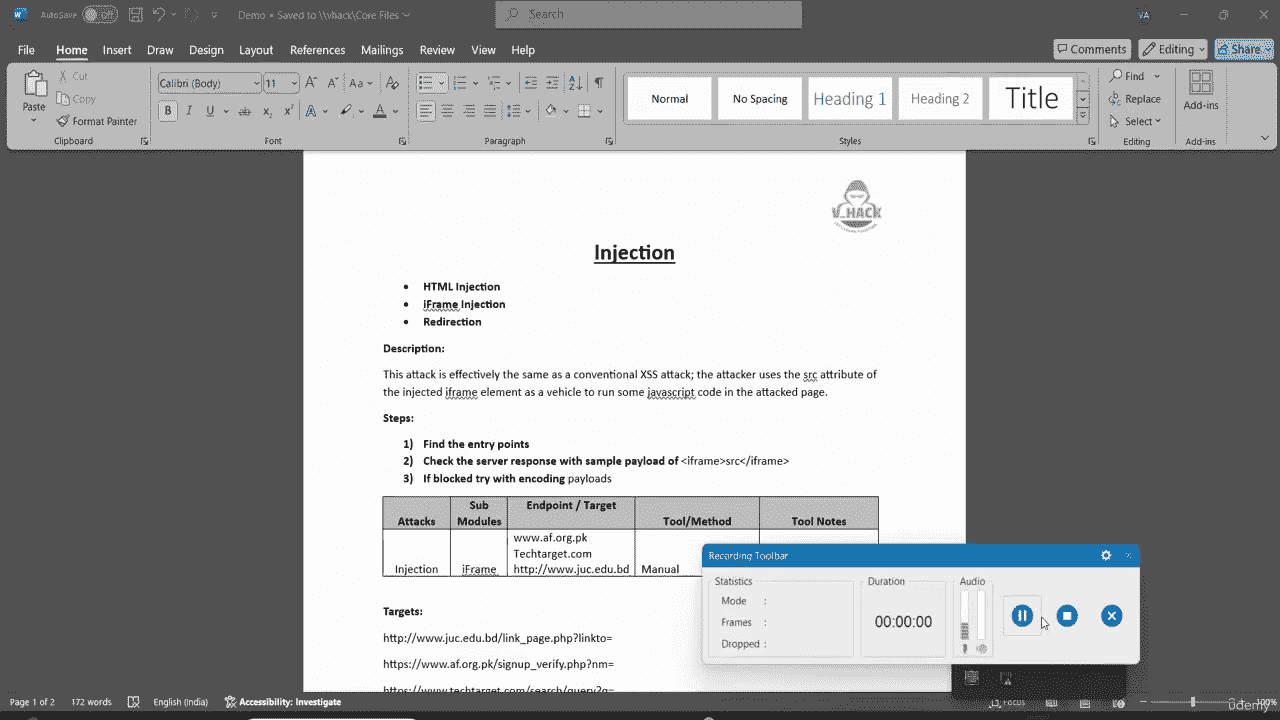 Demo • Saved to \\vhack\Core files
Search
VA
File Home Insert Draw Design Layout References Mailings Review View Help
Comments Editing Share
Paste
Cut
Copy
Format Painter
Clipboard
Calibri (Body) 11
Font
Paragraph
Normal No Spacing Heading 1 Heading 2 Title
Styles
Find
Replace
Select
Editing
Add-ins
Add-ins
V_HACK
Injection
• HTML Injection
• iFrame Injection
• Redirection
Description:
This attack is effectively the same as a conventional XSS attack; the attacker uses the src attribute of
the injected iframe element as a vehicle to run some javascript code in the attacked page.
Steps:
1) Find the entry points
2) Check the server response with sample payload of <iframe>src</iframe>
3) If blocked try with encoding payloads
Attacks Sub Modules Endpoint / Target Tool/Method Tool Notes
www.af.org.pk
Techtarget.com
Injection iFrame http://www.juc.edu.bd Manual
Targets:
http://www.juc.edu.bd/link_page.php?linkto=
https://www.af.org.pk/signup_verify.php?nm=
https://www.techtarget.com/search/query?q=
Recording Toolbar
Statistics
Mode :
Frames :
Dropped :
Duration
00:00:00
Audio
Page 1 of 2 172 words English (India) Accessibility: Investigate Focus 100%
Udemy